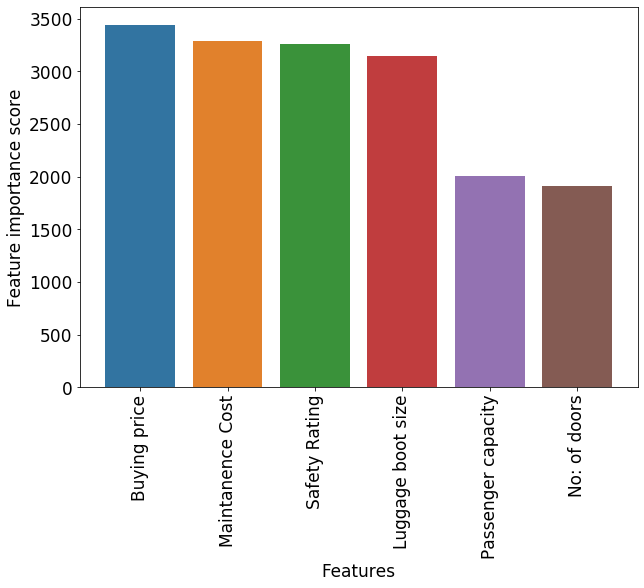 Feature importance score
3500
3000
2500
2000
1500
1000
500
0
Buying price
Maintanence Cost
Safety Rating
Luggage boot size
Passenger capacity
No: of doors
Features